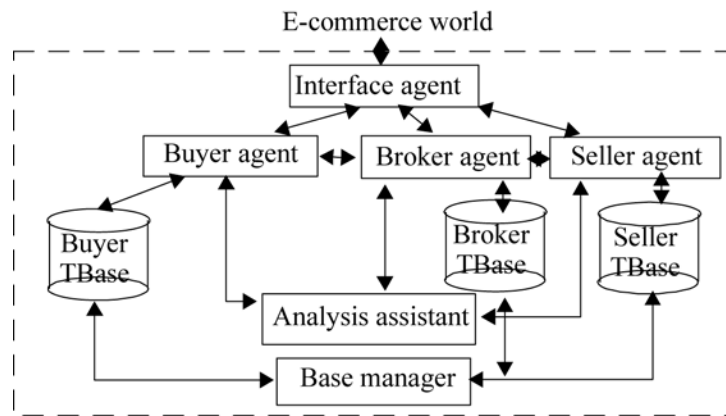 E-commerce world
Interface agent
Buyer agent
Broker agent
Seller agent
Buyer
TBase
Broker
TBase
Seller
TBase
Analysis assistant
Base manager